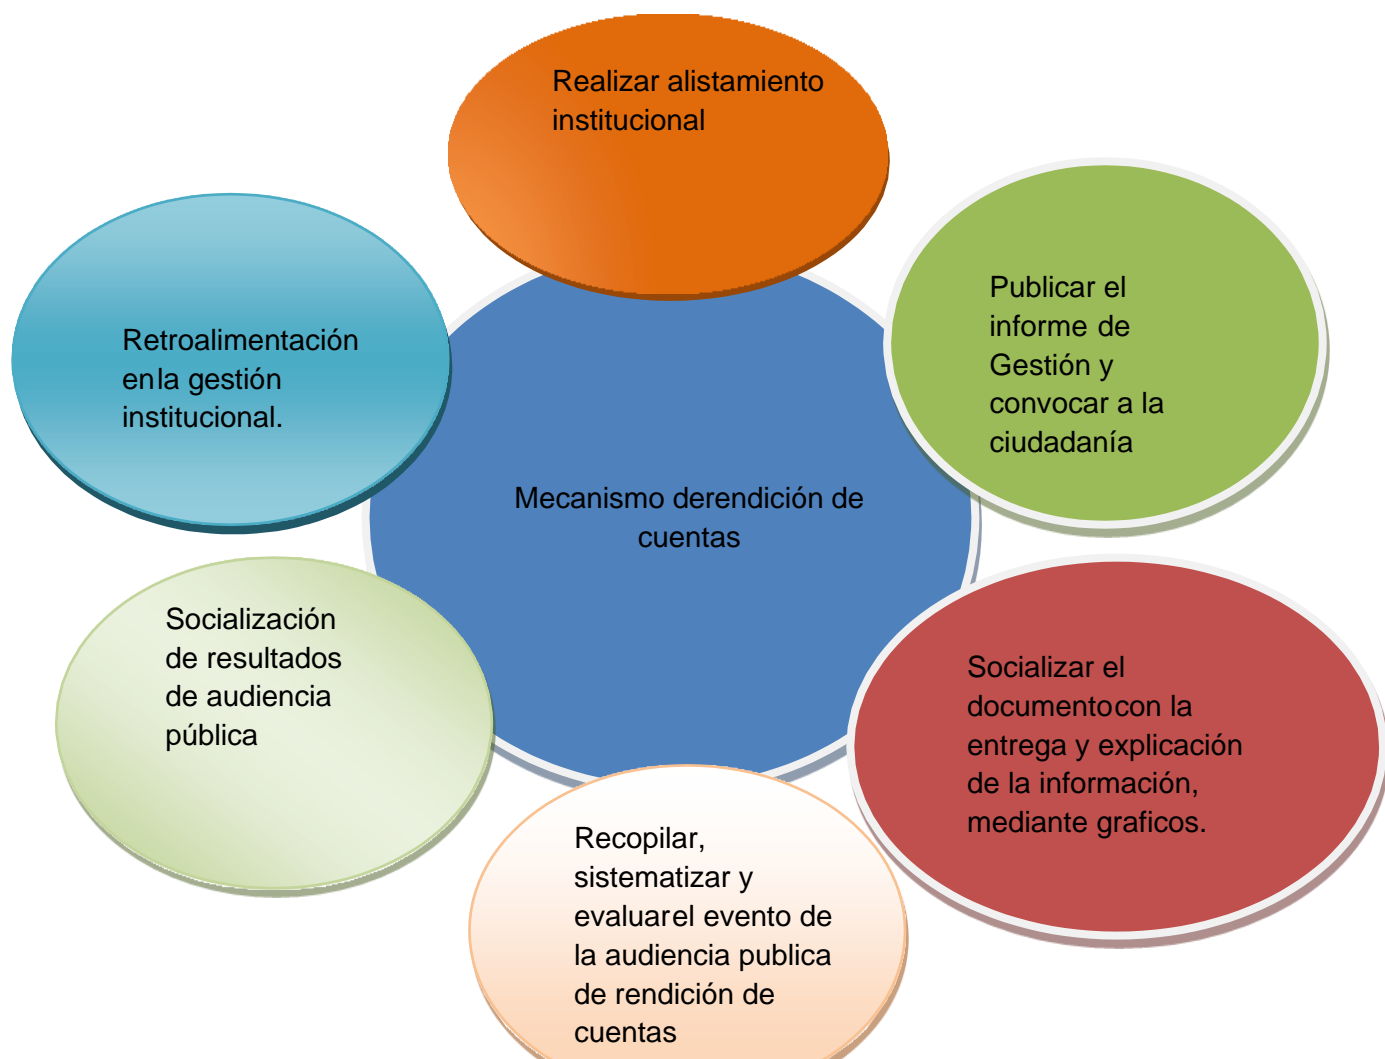 Realizar alistamiento
institucional
Publicar el
informe de
Gestión y
convocar a la
ciudadanía
Retroalimentación
enla gestión
institucional.
Mecanismo derendición de
cuentas
Socialización
de resultados
de audiencia
pública
Socializar el
documentocon la
entrega y explicación
de la información,
mediante graficos.
Recopilar,
sistematizar y
evaluarel evento de
la audiencia publica
de rendición de
cuentas